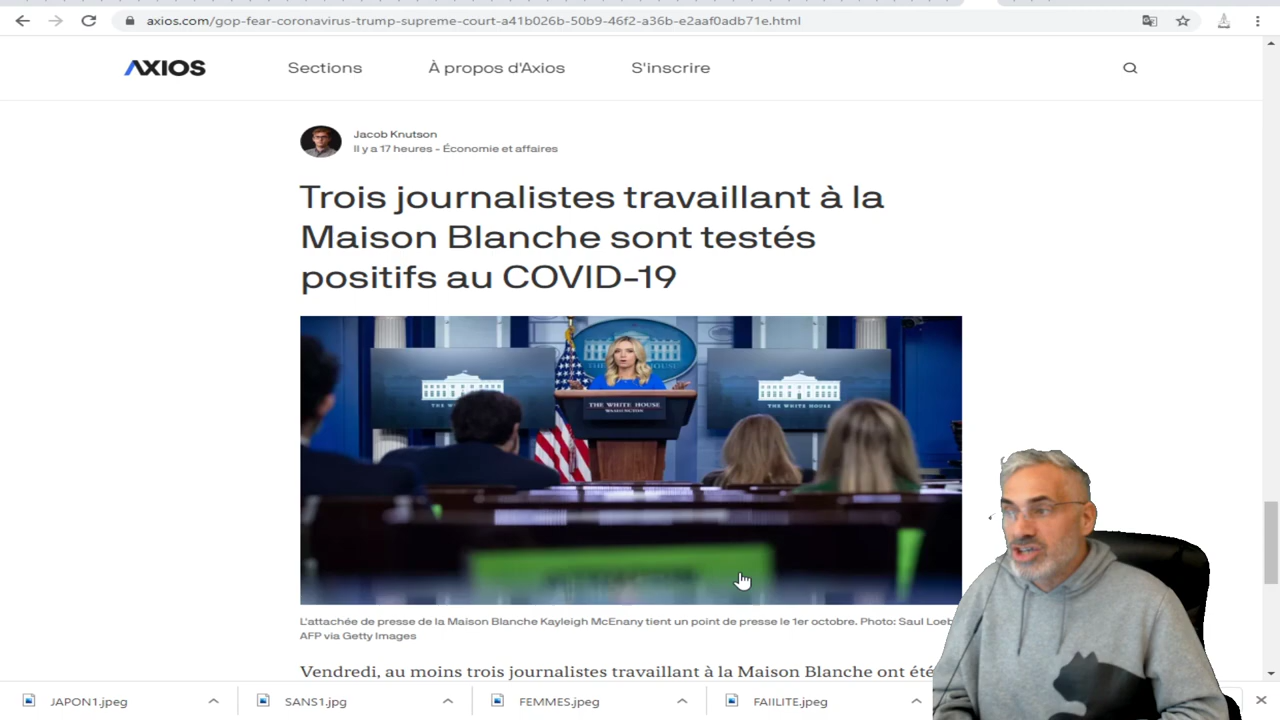 axios.com/gop-fear-coronavirus-trump-supreme-court-a41b026b-50b9-46f2-a36b-e2aaf0adb71e.html
AXIOS
Sections
À propos d'Axios
S'inscrire
Jacob Knutson
Il y a 17 heures - Économie et affaires
Trois journalistes travaillant à la
Maison Blanche sont testés
positifs au COVID-19
THE WHITE HOUSE
WASHINGTON
THE WHITE HOUSE
L'attachée de presse de la Maison Blanche Kayleigh McEnany tient un point de presse le 1er octobre. Photo: Saul Loeb
AFP via Getty Images
Vendredi, au moins trois journalistes travaillant à la Maison Blanche ont été
JAPON1.jpeg
SANS1.jpg
FEMMES.jpeg
FAIILITE.jpeg